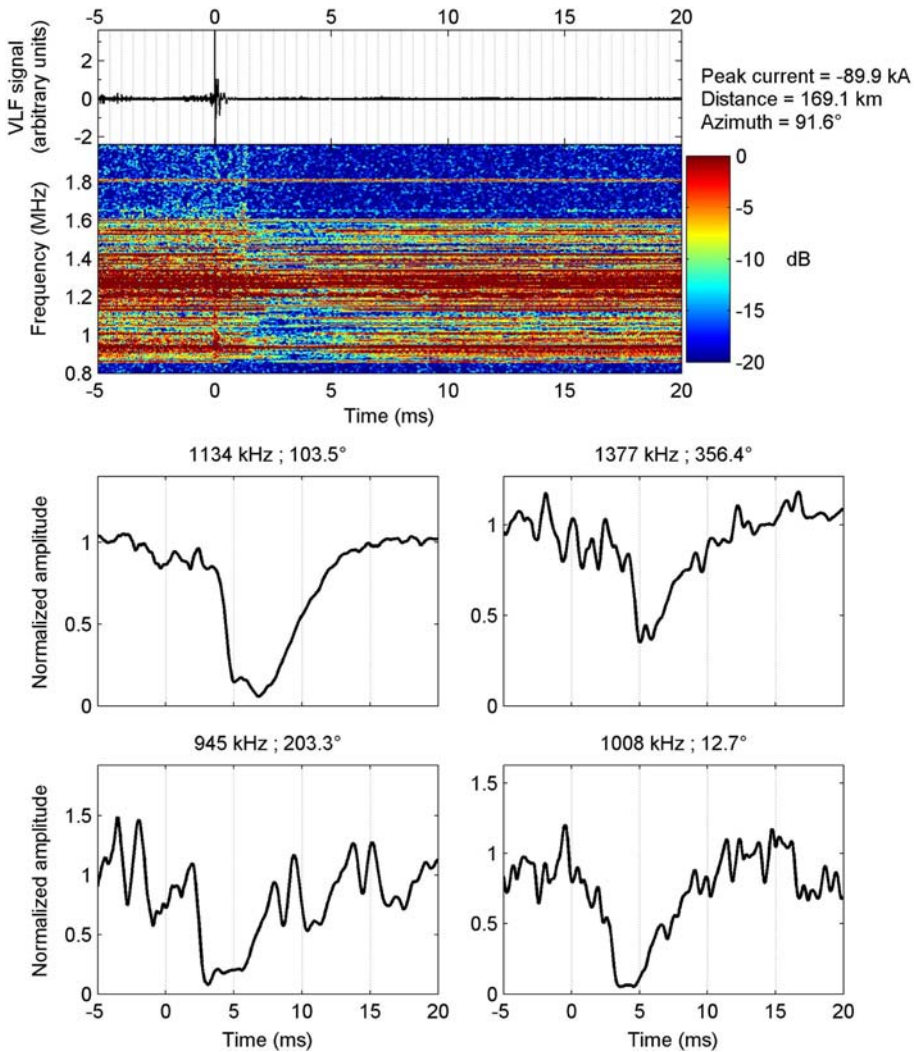 -5 0 5 10 15 20
VLF signal
(arbitrary units)
2
0
-2
Peak current = -89.9 kA
Distance = 169.1 km
Azimuth = 91.6°
Frequency (MHz)
1.8
1.6
1.4
1.2
1
0.8
0
-5
-10
-15
-20
dB
-5 0 5 10 15 20
Time (ms)
1134 kHz ; 103.5°
Normalized amplitude
1
0.5
0
1377 kHz ; 356.4°
1
0.5
0
945 kHz ; 203.3°
Normalized amplitude
1.5
1
0.5
0
-5 0 5 10 15 20
Time (ms)
1008 kHz ; 12.7°
1.5
1
0.5
0
-5 0 5 10 15 20
Time (ms)